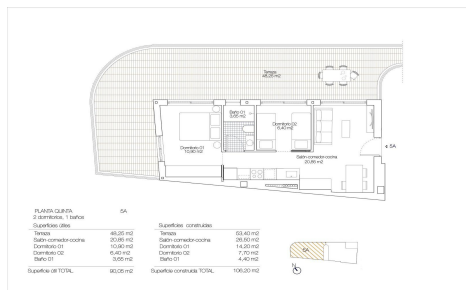 Terraza
48,25 m2
Baño 01
3,65 m2
Dormitorio 02
6,40 m2
Dormitorio 01
10,90 m2
Salón-comedor-cocina
20,85 m2
5A
PLANTA QUINTA 5A
2 dormitorios, 1 baños
Superficies útiles Superficies construidas
Terraza 48,25 m2 Terraza 53,40 m2
Salón-comedor-cocina 20,85 m2 Salón-comedor-cocina 26,50 m2
Dormitorio 01 10,90 m2 Dormitorio 01 14,20 m2
Dormitorio 02 6,40 m2 Dormitorio 02 7,70 m2
Baño 01 3,65 m2 Baño 01 4,40 m2
Superficie útil TOTAL 90,05 m2 Superficie construida TOTAL 106,20 m2
5A
N